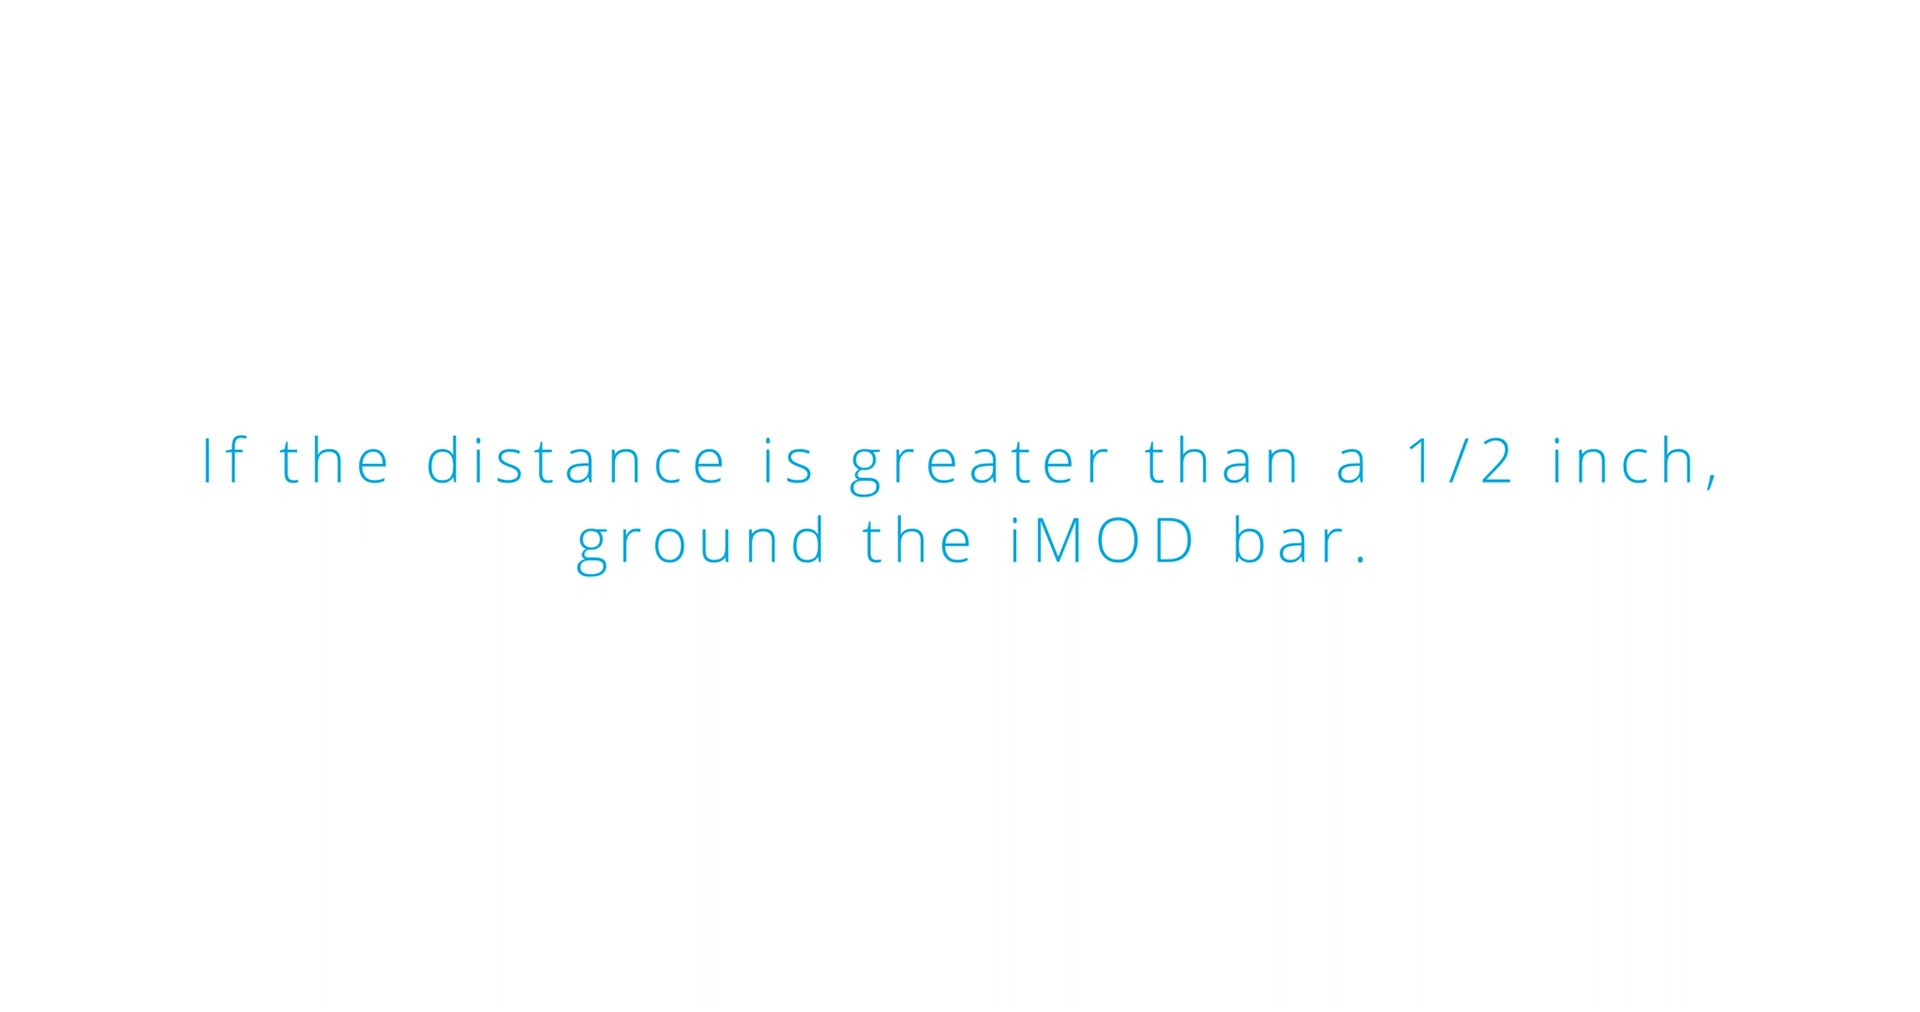 If the distance is greater than a 1/2 inch,
ground the iMOD bar.